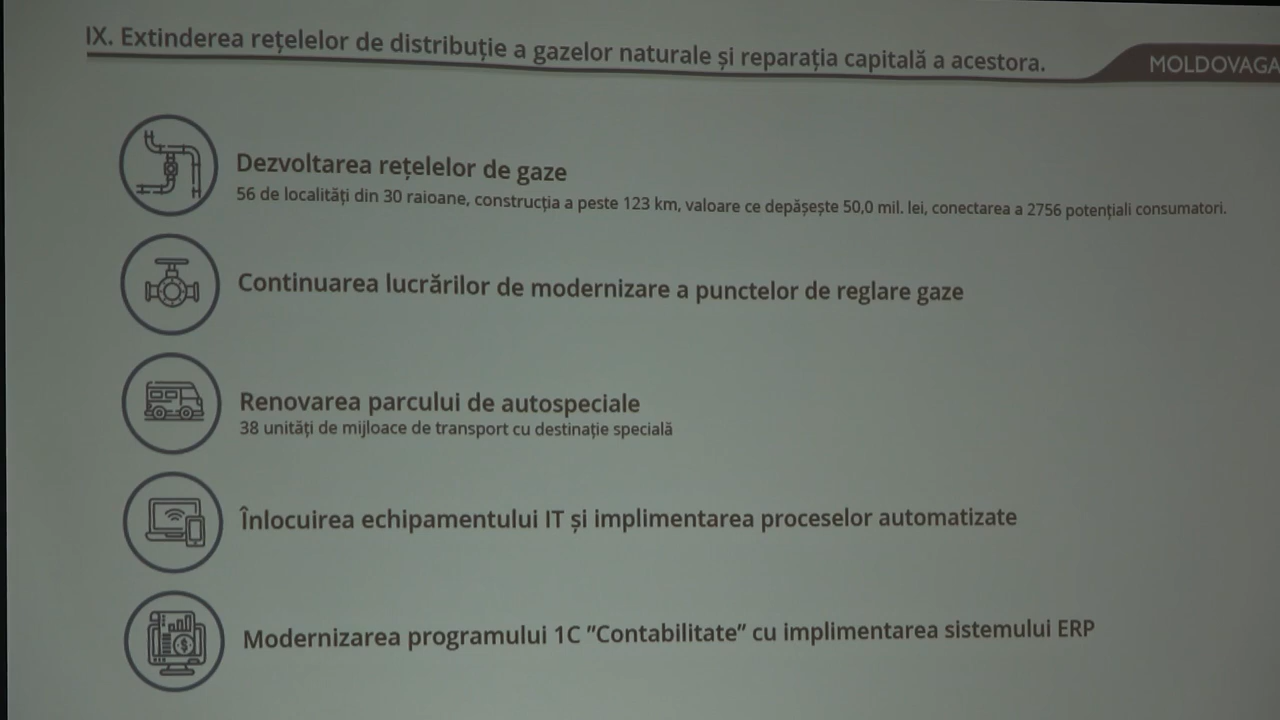 IX. Extinderea rețelelor de distribuție a gazelor naturale și reparația capitală a acestora.
MOLDOVAGA
Dezvoltarea rețelelor de gaze
56 de localități din 30 raioane, construcția a peste 123 km, valoare ce depășește 50,0 mil. lei, conectarea a 2756 potențiali consumatori.
Continuarea lucrărilor de modernizare a punctelor de reglare gaze
Renovarea parcului de autospeciale
38 unități de mijloace de transport cu destinație specială
Înlocuirea echipamentului IT și implimentarea proceselor automatizate
Modernizarea programului 1C ”Contabilitate” cu implimentarea sistemului ERP